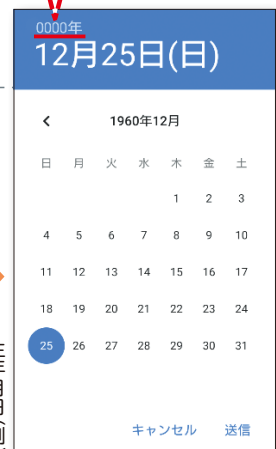 0000年
12月25日(日)
1960年12月
日 月 火 水 木 金 土
1 2 3
4 5 6 7 8 9 10
11 12 13 14 15 16 17
18 19 20 21 22 23 24
25 26 27 28 29 30 31
キャンセル 送信